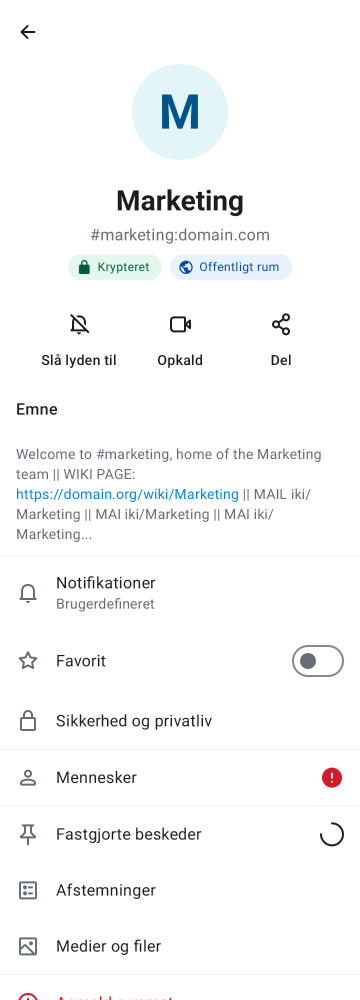 M
Marketing
#marketing:domain.com
Krypteret
Offentligt rum
Slå lyden til
Opkald
Del
Emne
Welcome to #marketing, home of the Marketing
team || WIKI PAGE:
https://domain.org/wiki/Marketing || MAIL iki/
Marketing || MAI iki/Marketing || MAI iki/
Marketing...
Notifikationer
Brugerdefineret
Favorit
Sikkerhed og privatliv
Mennesker
Fastgjorte beskeder
Afstemninger
Medier og filer